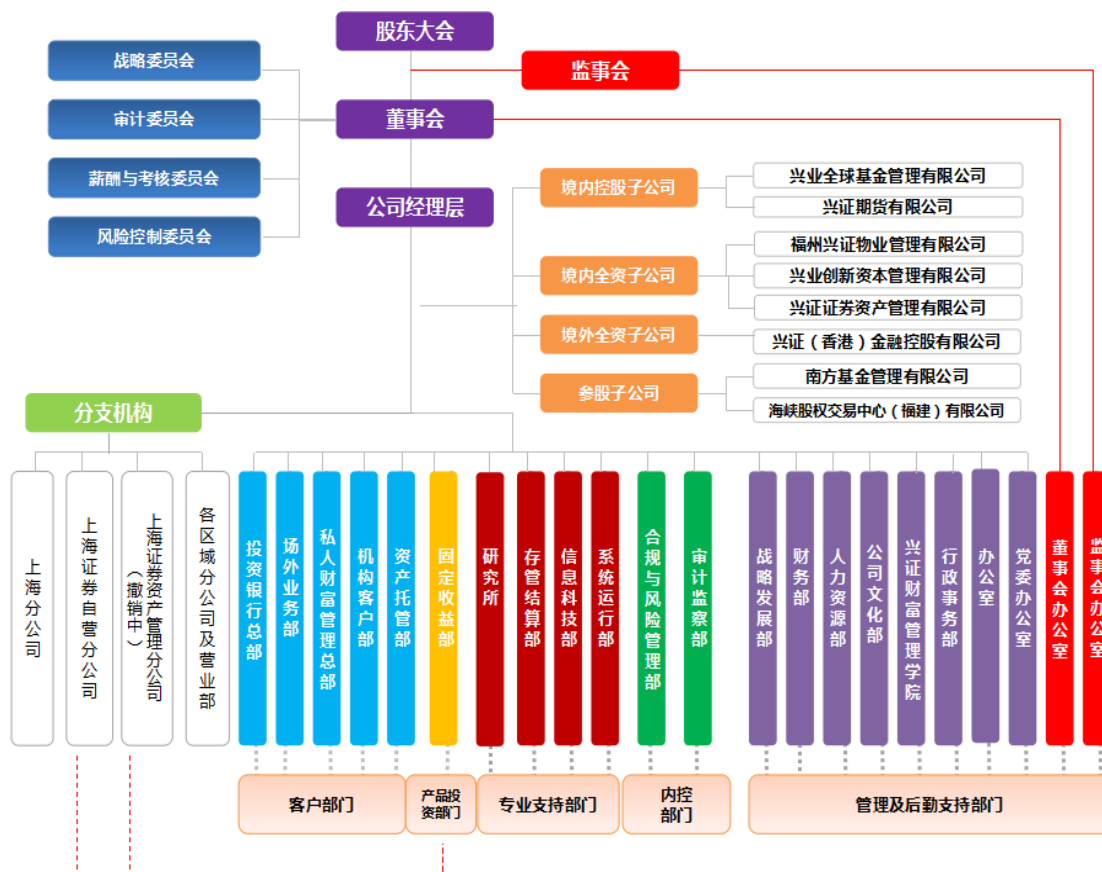 股东大会
战略委员会
监事会
审计委员会
董事会
薪酬与考核委员会
公司经理层
风险控制委员会
境内控股子公司
兴业全球基金管理有限公司
兴证期货有限公司
境内全资子公司
福州兴证物业管理有限公司
兴业创新资本管理有限公司
兴证证券资产管理有限公司
境外全资子公司
兴证（香港）金融控股有限公司
参股子公司
南方基金管理有限公司
海峡股权交易中心（福建）有限公司
分支机构
上海分公司
上海证券自营分公司
上海证券资产管理分公司
（撤销中）
各区域分公司及营业部
投资银行总部
场外业务部
私人财富管理总部
机构客户部
资产托管部
固定收益部
研究所
存管结算部
信息科技部
系统运行部
合规与风险管理部
审计监察部
战略发展部
财务部
人力资源部
公司文化部
兴证财富管理学院
行政事务部
办公室
党委办公室
董事会办公室
监事会办公室
客户部门
产品投
资部门
专业支持部门
内控
部门
管理及后勤支持部门